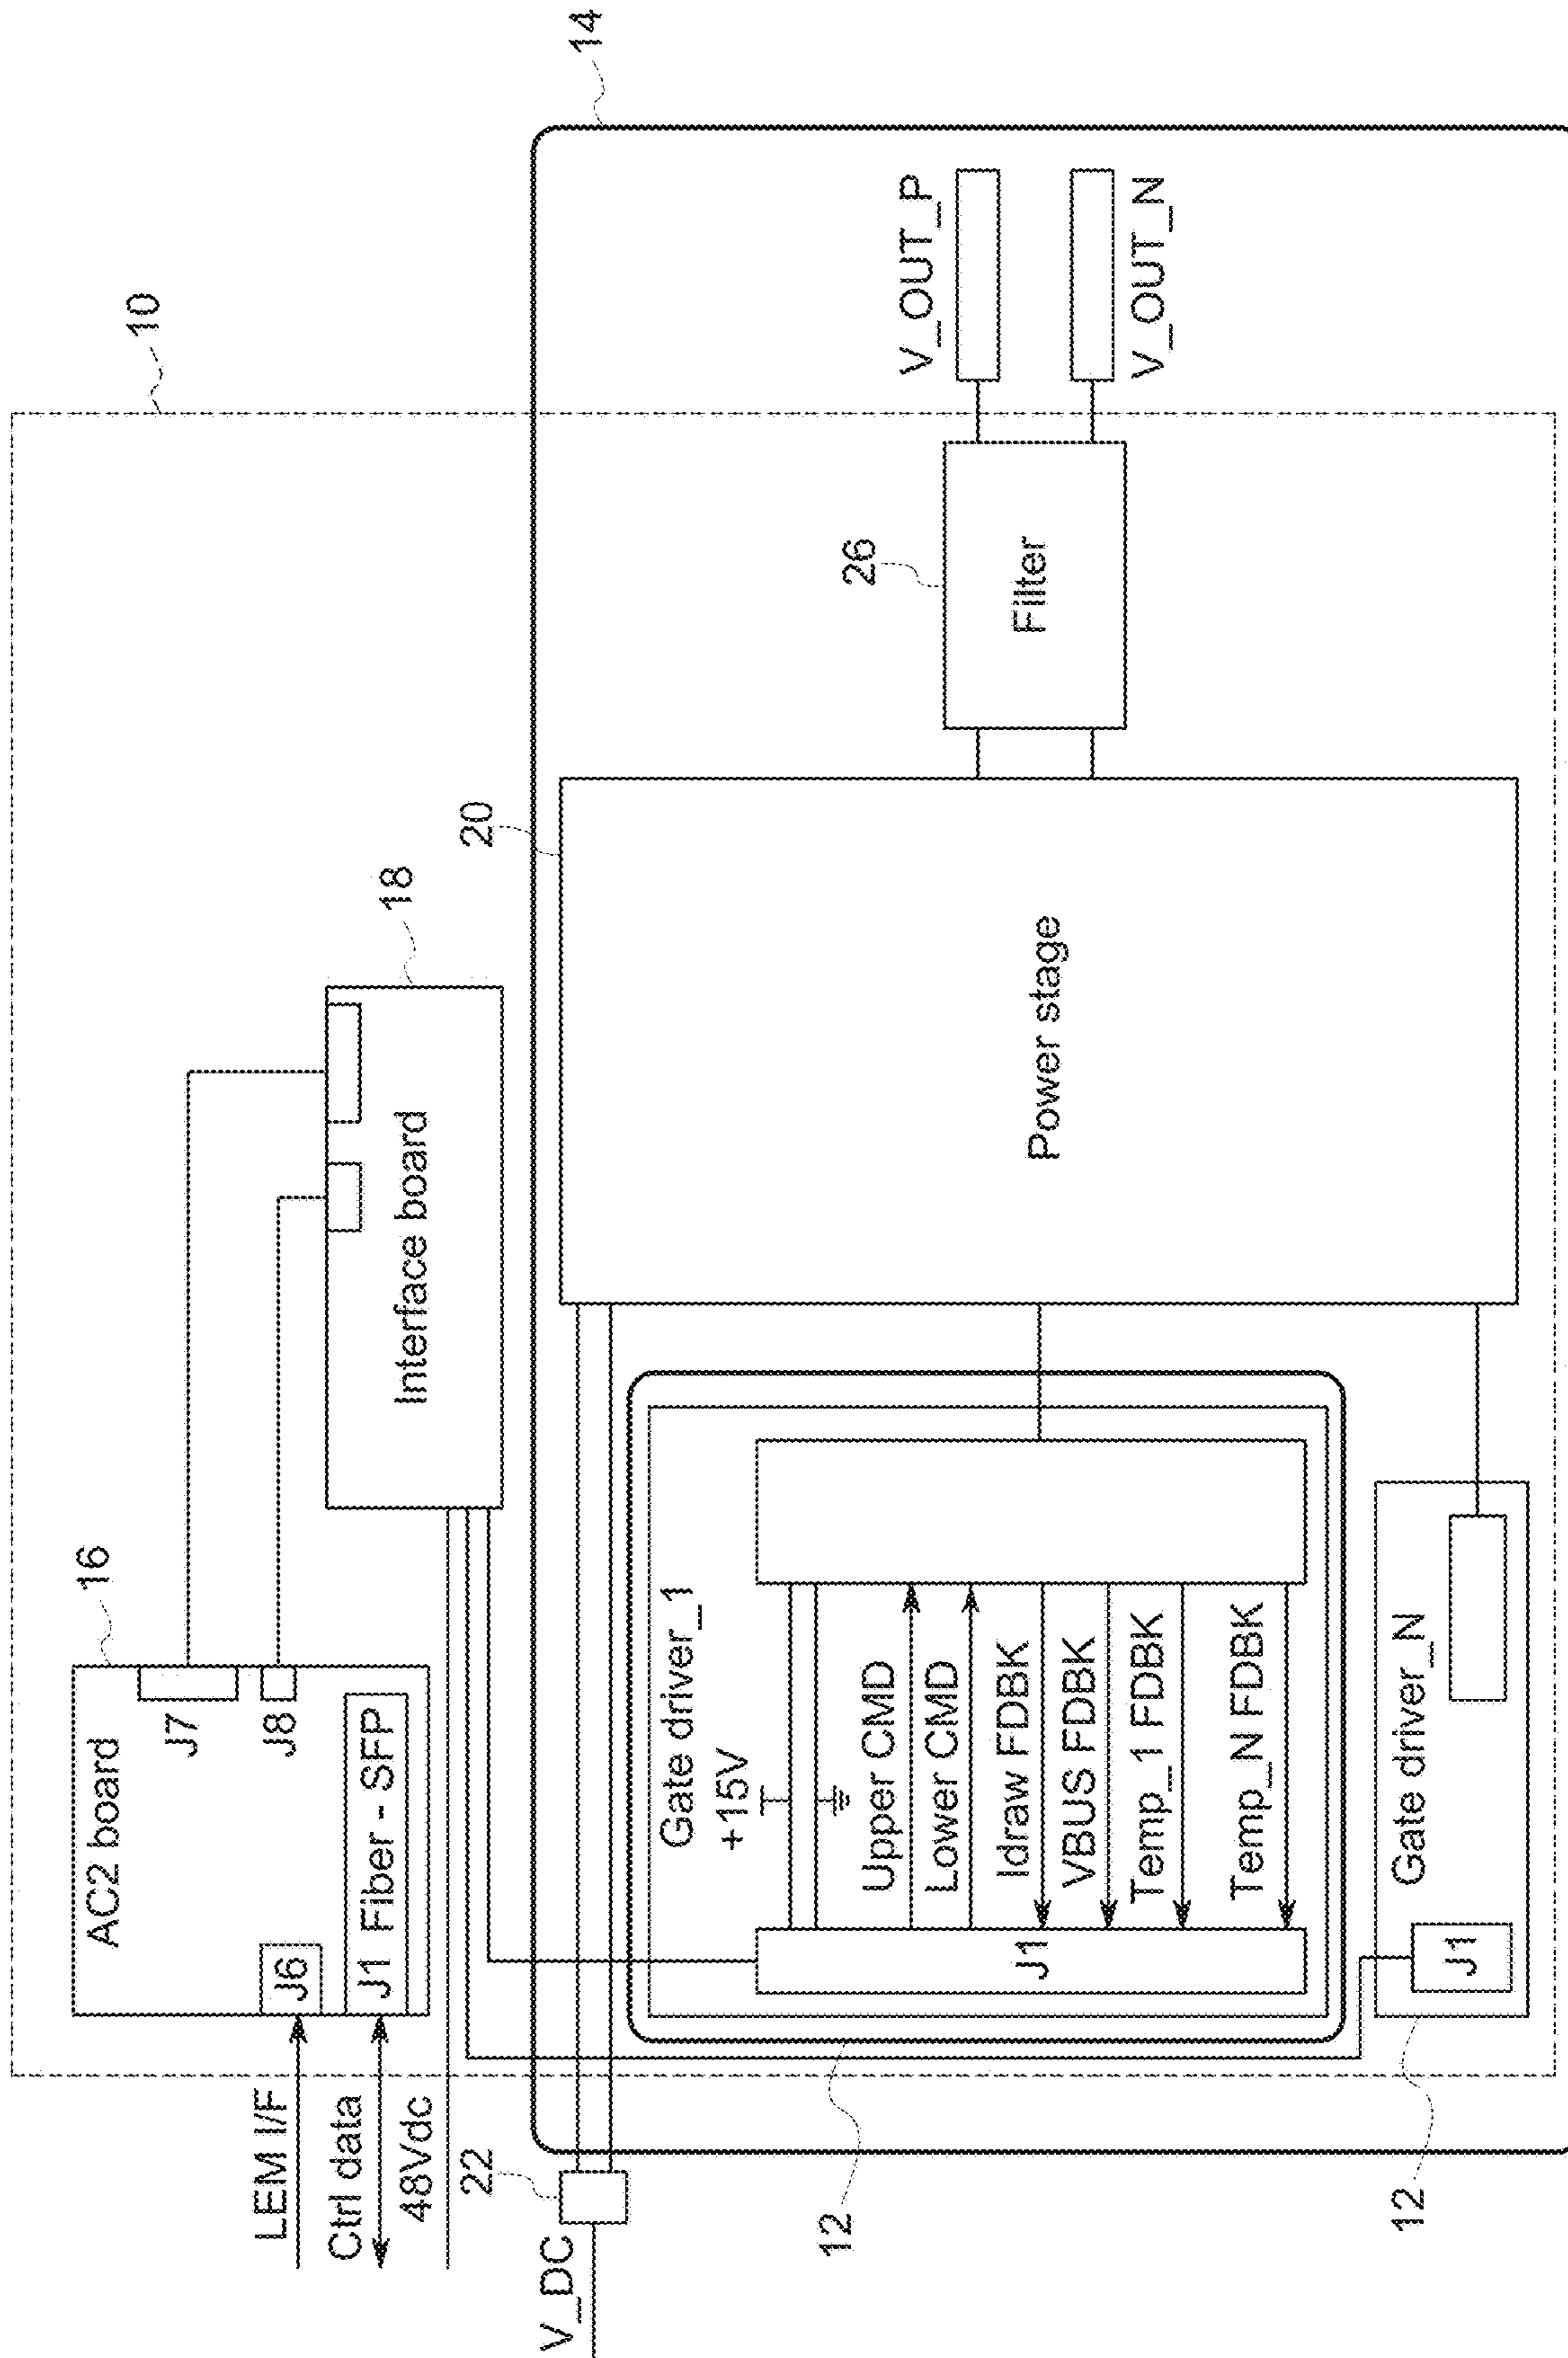 10
14
16
AC2 board
J7
J8
J6
J1 Fiber - SFP
LEM I/F
Ctrl data
48Vdc
18
Interface board
22
V_DC
20
Power stage
26
Filter
V_OUT_P
V_OUT_N
Gate driver_1
+15V
Upper CMD
Lower CMD
Idraw FDBK
VBUS FDBK
Temp_1 FDBK
Temp_N FDBK
J1
12
Gate driver_N
J1
12